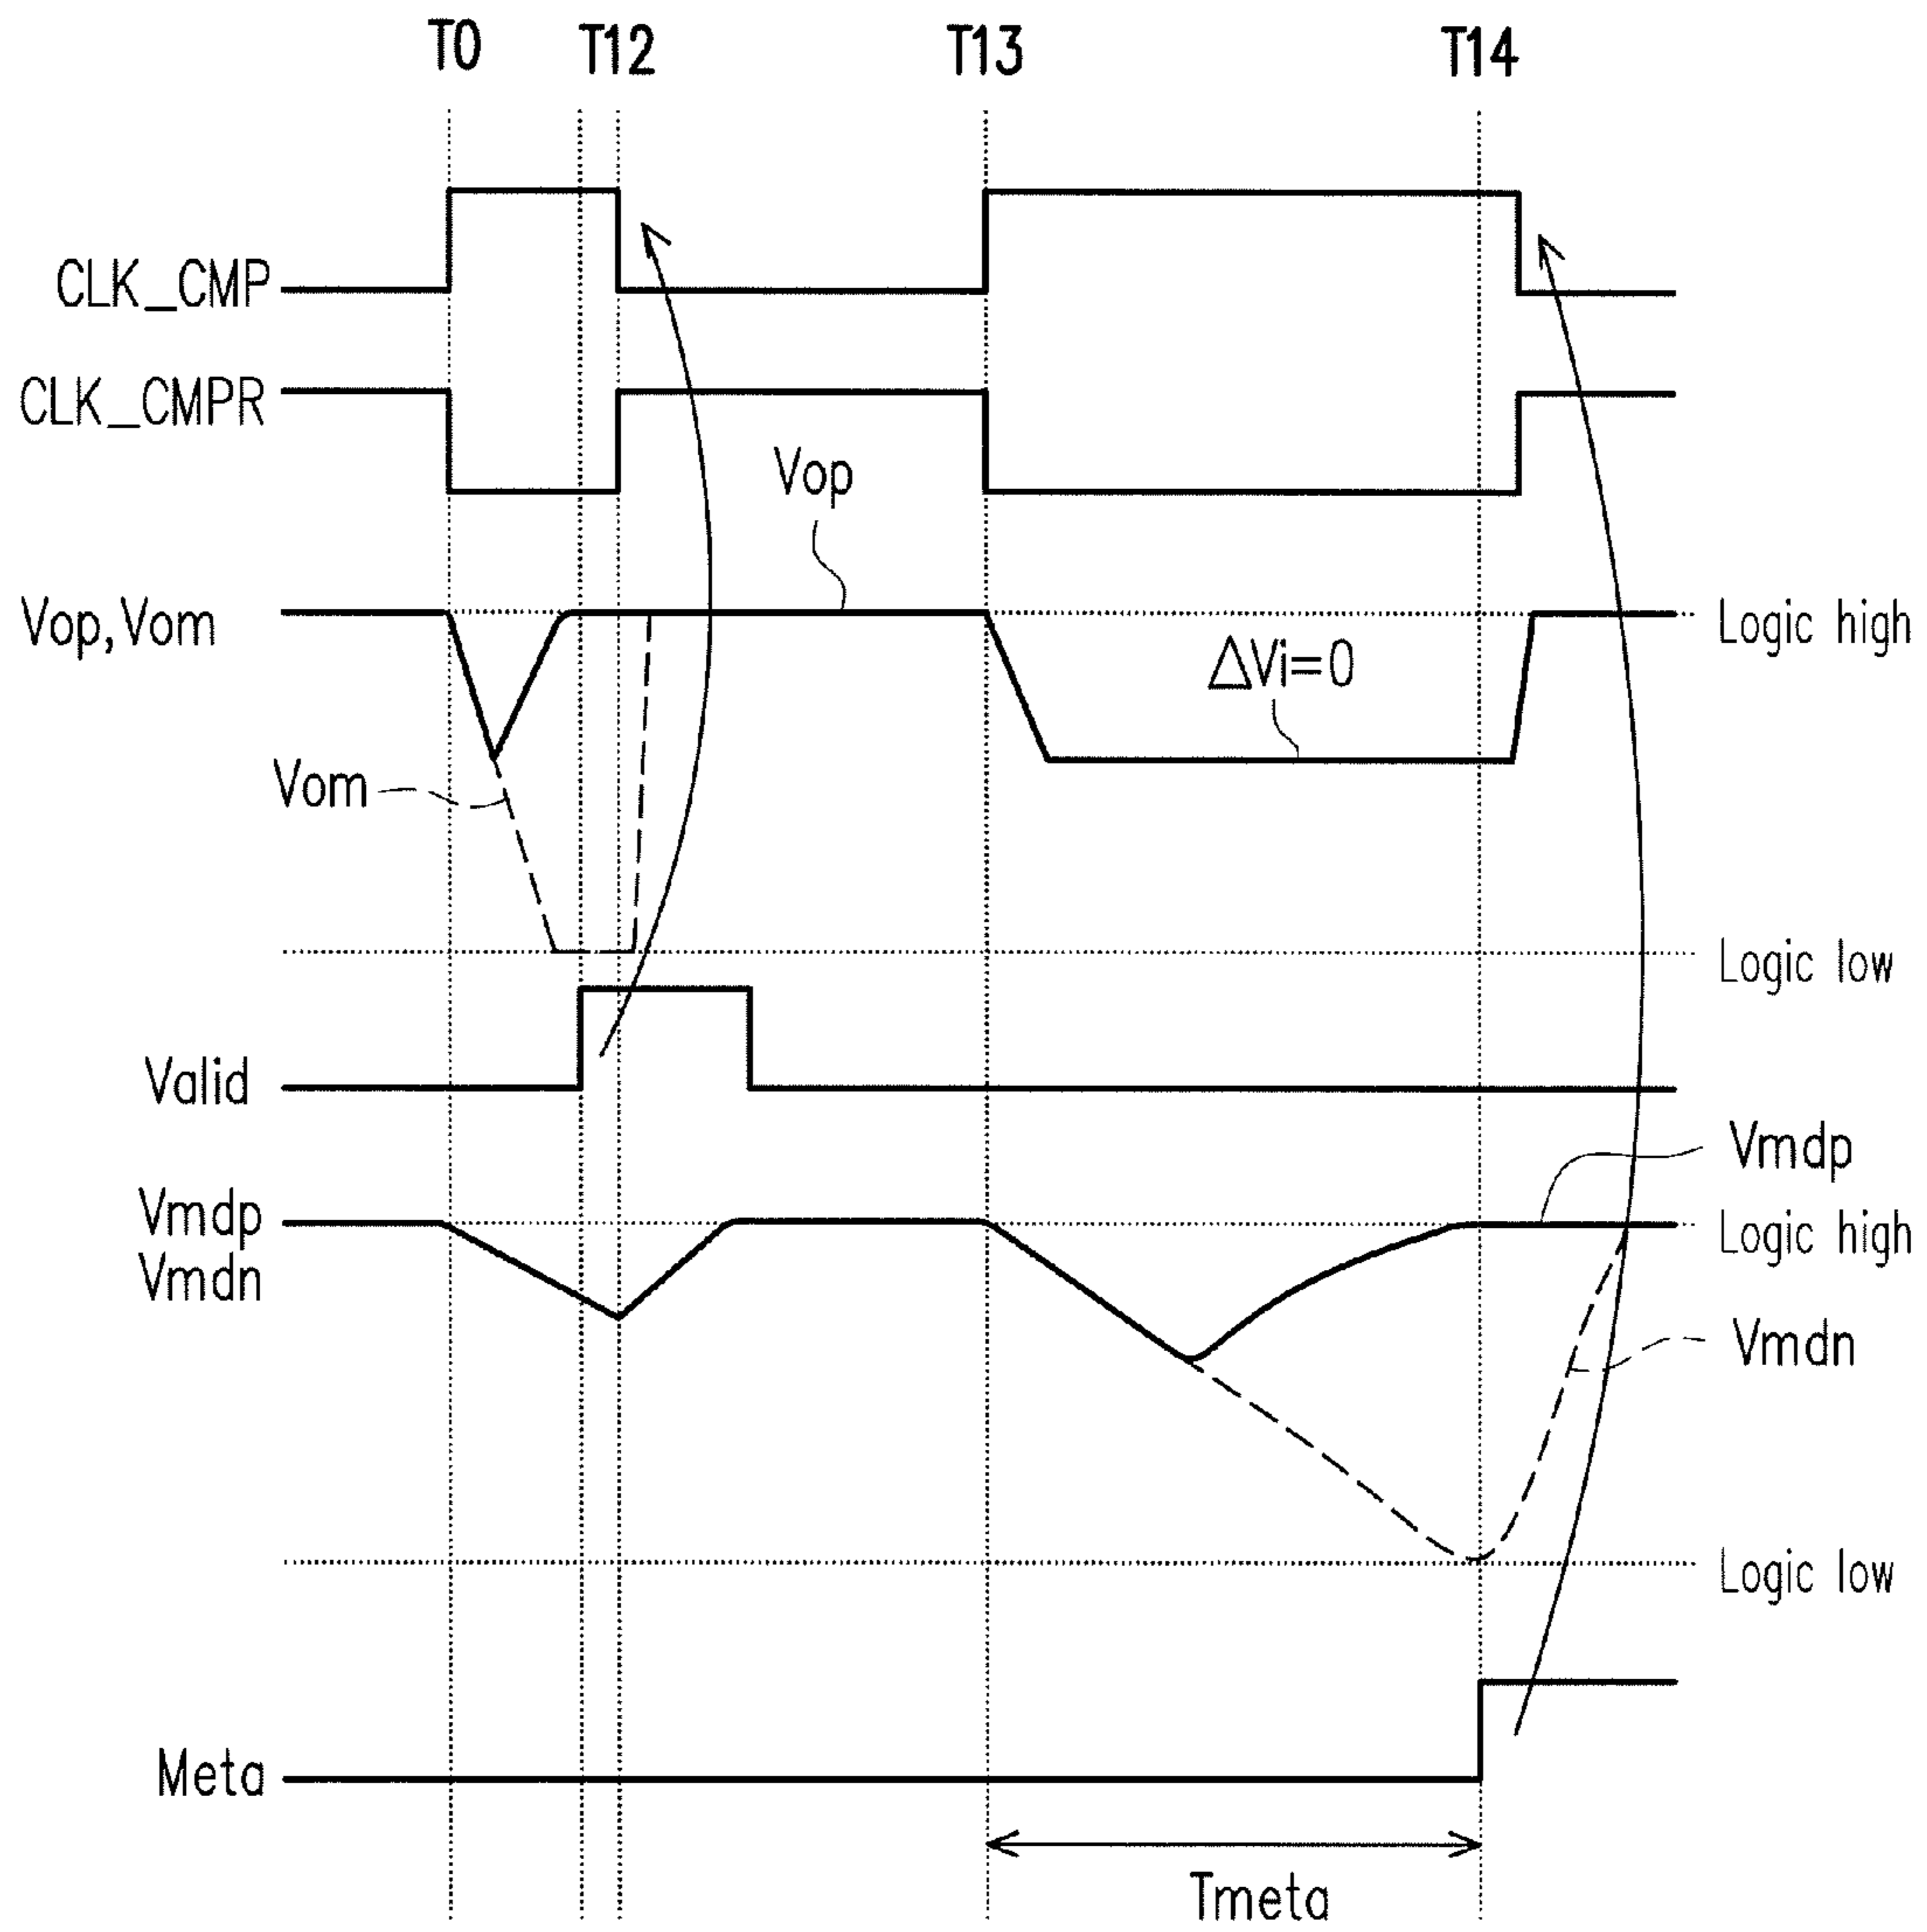 T0 T12 T13 T14
CLK_CMP
CLK_CMPR
Vop
Vop,Vom
Logic high
ΔVi=0
Vom
Logic low
Valid
Vmdp
Vmdp
Logic high
Vmdn
Vmdn
Logic low
Meta
Tmeta